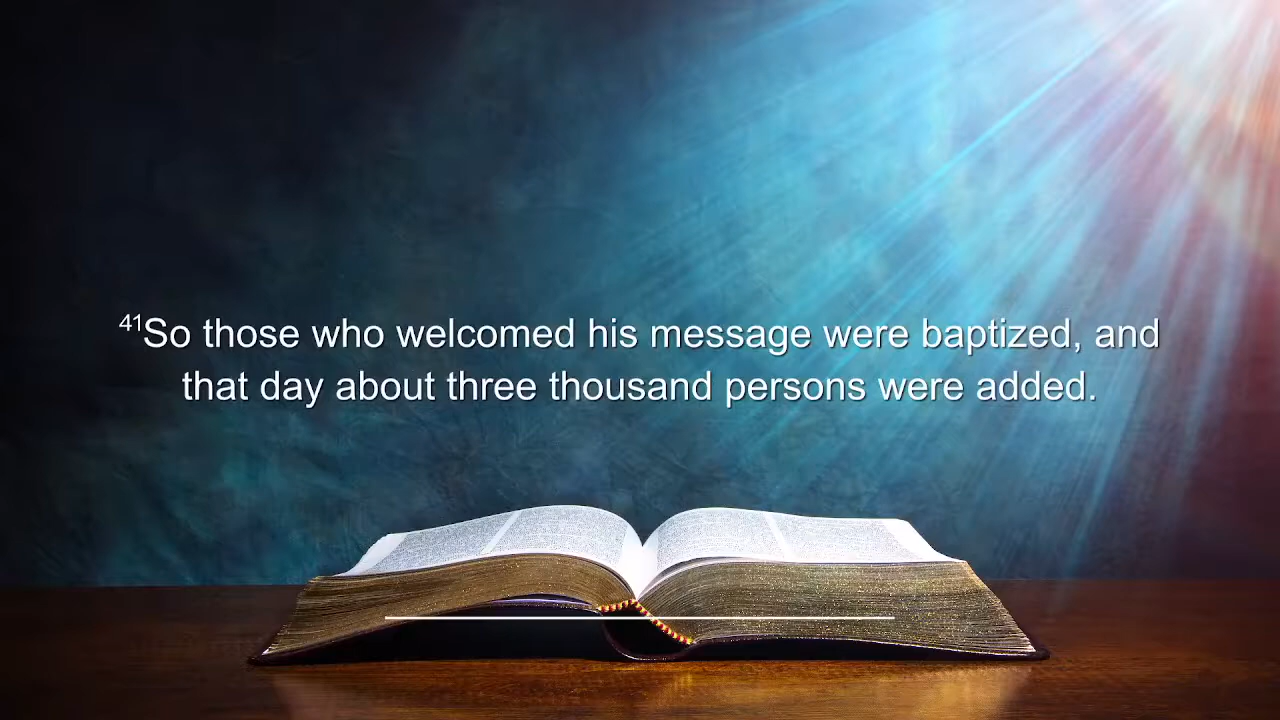 41So those who welcomed his message were baptized, and
that day about three thousand persons were added.